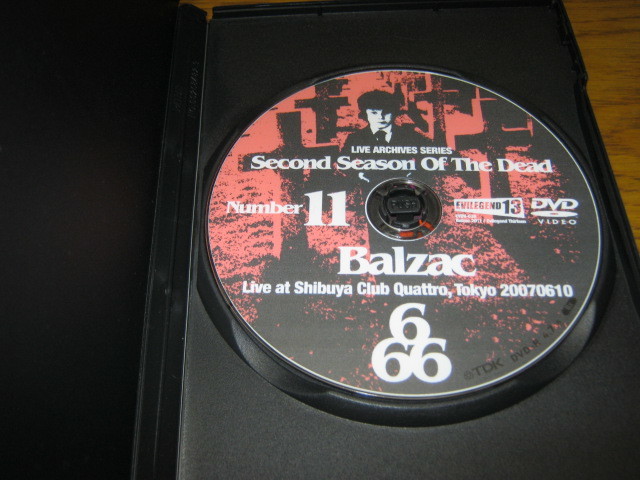 LIVE ARCHIVES SERIES
Second Season Of The Dead
Number 11
EVILEGEND 13
DVD
VIDEO
Balzac
Live at Shibuya Club Quattro, Tokyo 20070610
6
66
©TDK DVD-R